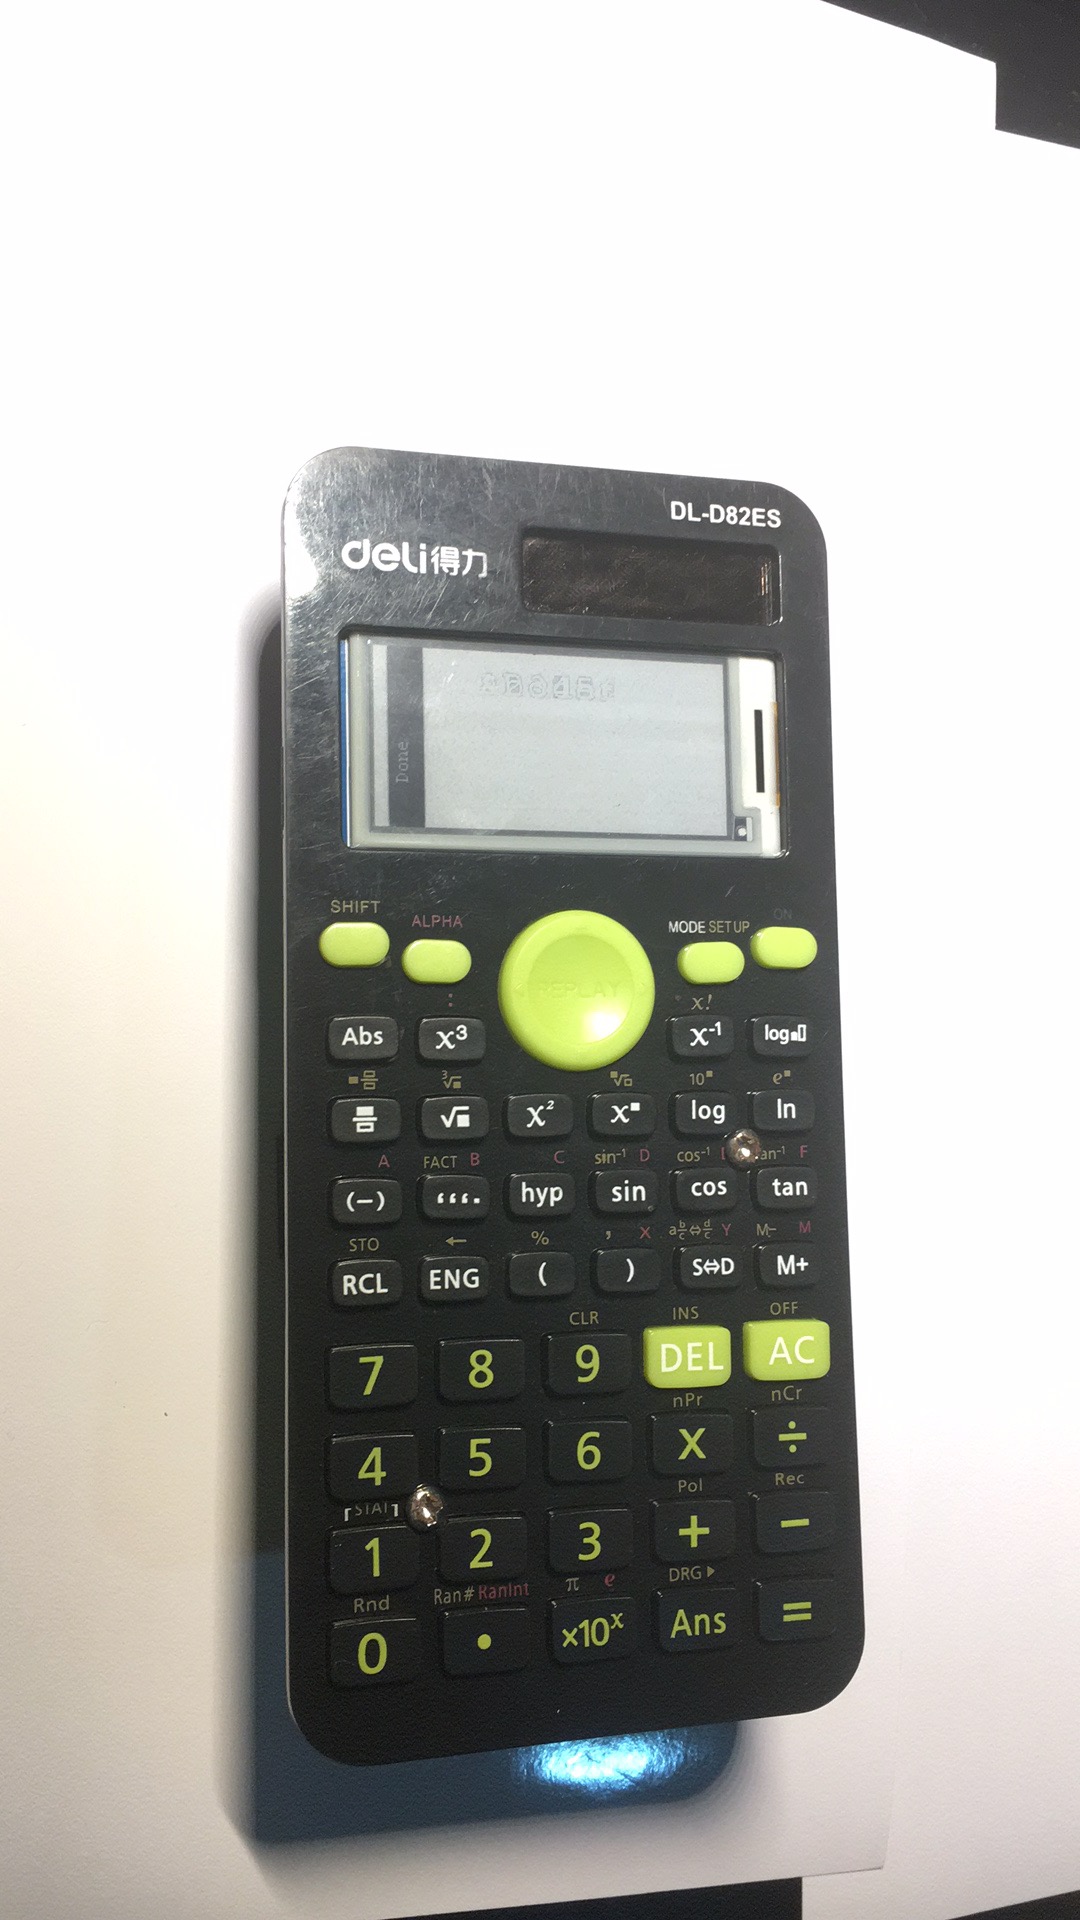 DL-D82ES
deli得力
Done
SHIFT ALPHA MODE SETUP ON
REPLAY
: x!
Abs x³ x⁻¹ log■▯
■⌸ ³√■ ■√□ 10■ e■
√■ x² x■ log ln
A FACT B C sin⁻¹ D cos⁻¹ F
(−) hyp sin cos tan
STO ← % , X a b/c⇔d/c Y M− M
RCL ENG ( ) S⇔D M+
CLR INS OFF
7 8 9 DEL AC
nPr nCr
4 5 6 × ÷
[STAT] Pol Rec
1 2 3 + −
Rnd Ran# RanInt π e DRG▶
0 • ×10ˣ Ans =